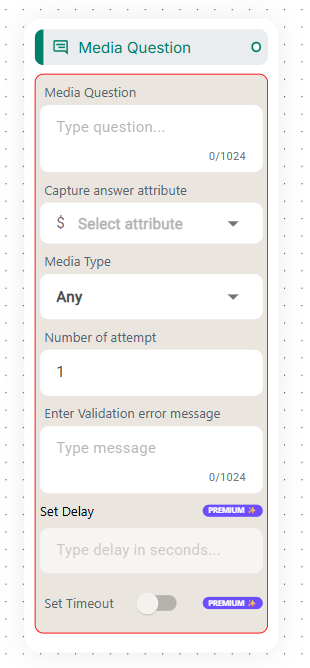 Media Question
Media Question
Type question...
0/1024
Capture answer attribute
$ Select attribute
Media Type
Any
Number of attempt
1
Enter Validation error message
Type message
0/1024
Set Delay PREMIUM ✨
Type delay in seconds...
Set Timeout PREMIUM ✨